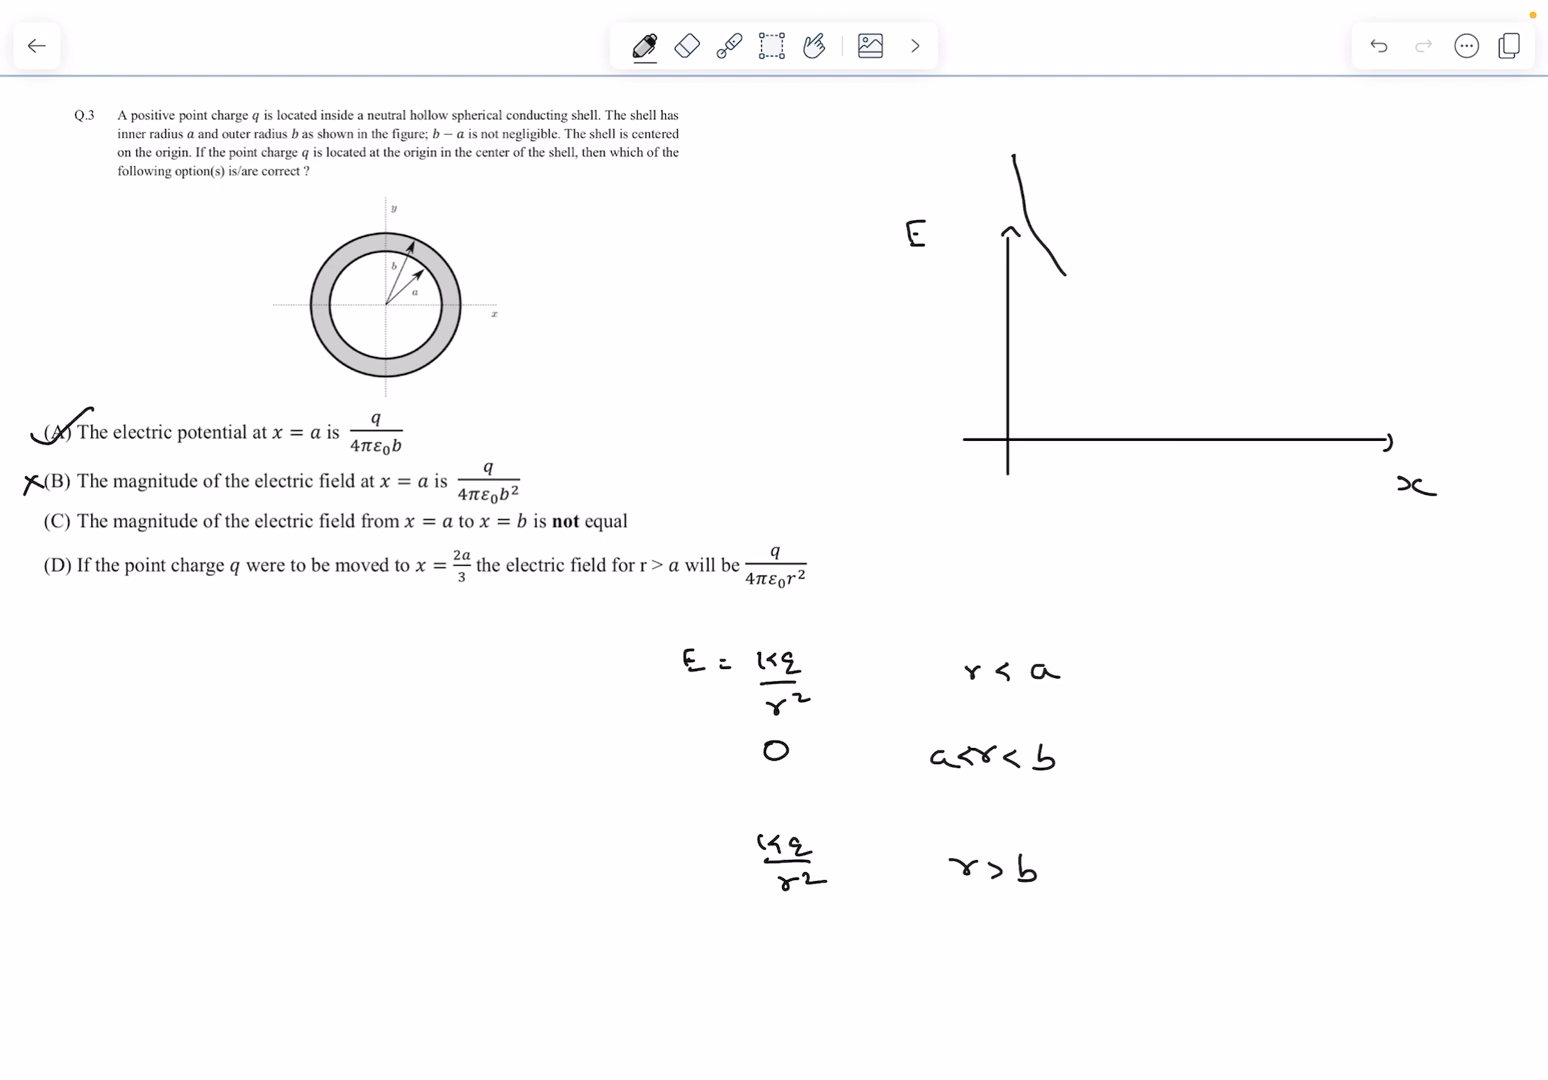 Q.3 A positive point charge q is located inside a neutral hollow spherical conducting shell. The shell has
inner radius a and outer radius b as shown in the figure; b − a is not negligible. The shell is centered
on the origin. If the point charge q is located at the origin in the center of the shell, then which of the
following option(s) is/are correct ?
y
b
a
x
(A) The electric potential at x = a is q/4πε₀b
(B) The magnitude of the electric field at x = a is q/4πε₀b²
(C) The magnitude of the electric field from x = a to x = b is not equal
(D) If the point charge q were to be moved to x = 2a/3 the electric field for r > a will be q/4πε₀r²
E
x
E = kq/r² r < a
0 a<r< b
kq/r² r > b